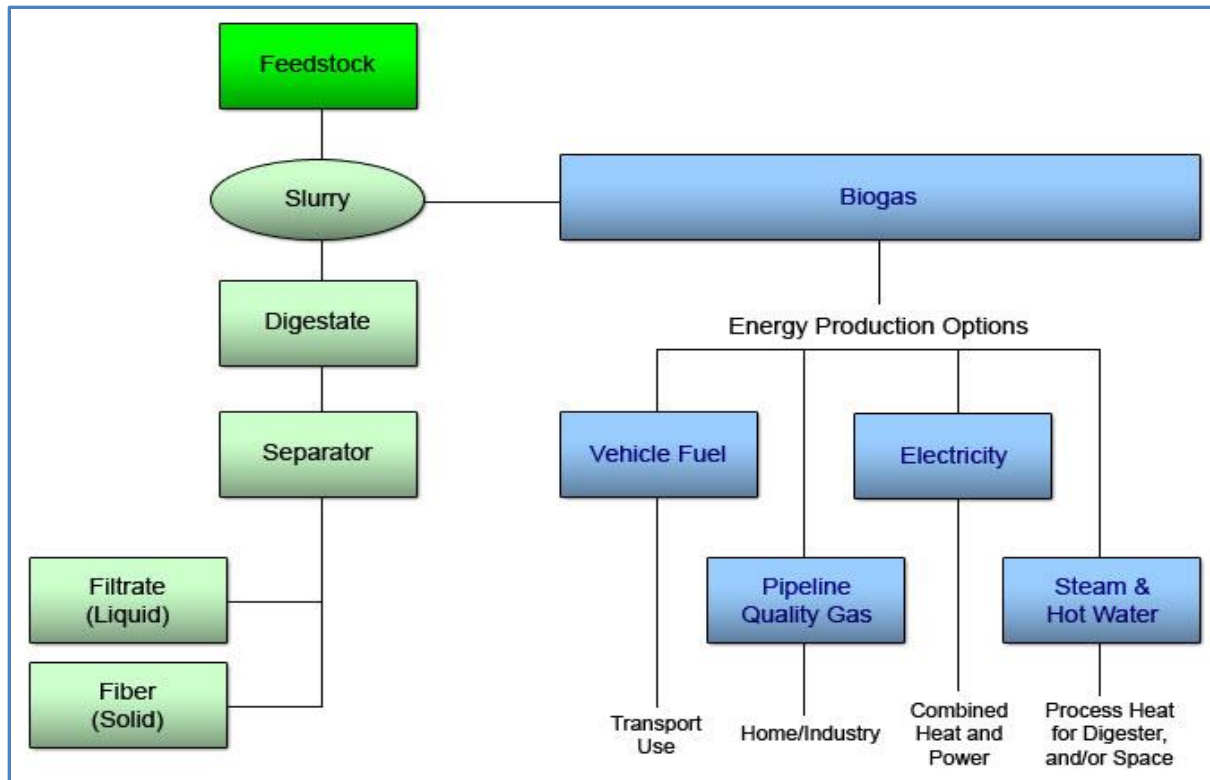 Feedstock
Slurry
Biogas
Digestate
Energy Production Options
Separator
Vehicle Fuel
Electricity
Filtrate
(Liquid)
Pipeline
Quality Gas
Steam &
Hot Water
Fiber
(Solid)
Transport
Use
Home/Industry
Combined
Heat and
Power
Process Heat
for Digester,
and/or Space